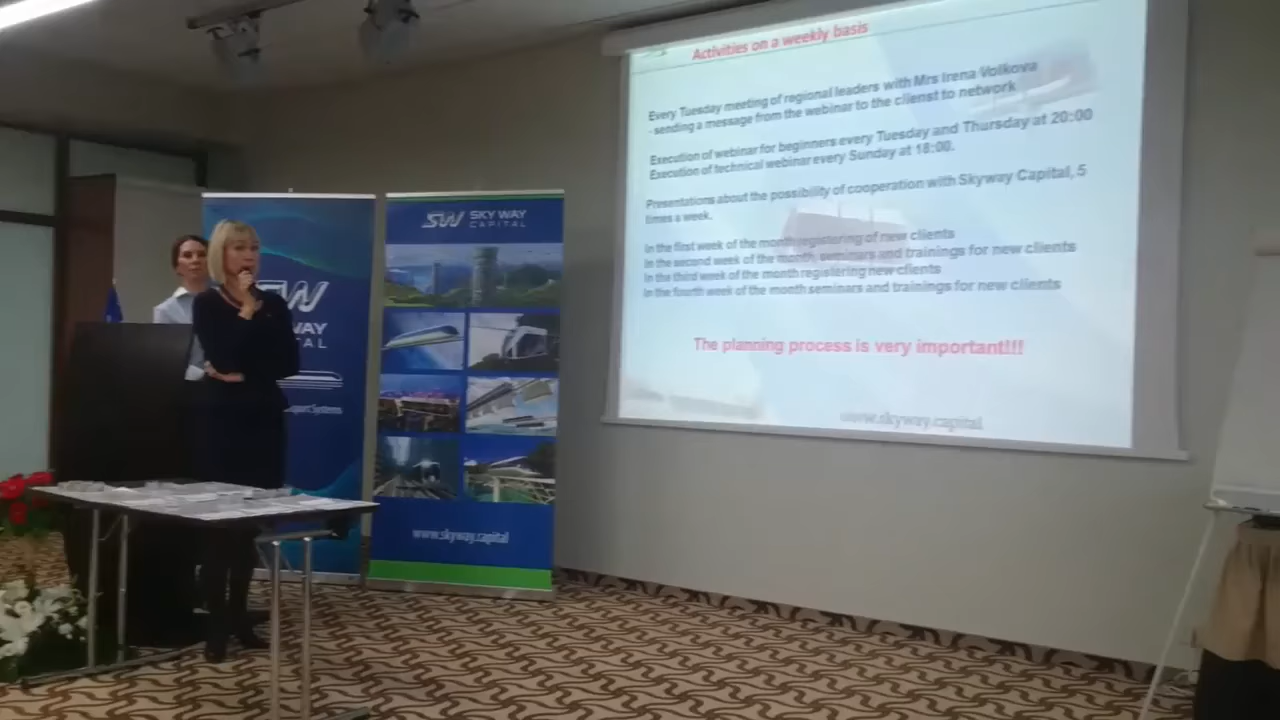 Activities on a weekly basis
Every Tuesday meeting of regional leaders with Mrs Irena Volkova
- sending a message from the webinar to the clienst to network
Execution of webinar for beginners every Tuesday and Thursday at 20:00
Execution of technical webinar every Sunday at 18:00.
Presentations about the possibility of cooperation with Skyway Capital, 5
times a week.
In the first week of the month registering of new clients
In the second week of the month, seminars and trainings for new clients
In the third week of the month registering new clients
In the fourth week of the month seminars and trainings for new clients
The planning process is very important!!!
www.skyway.capital
SW SKY WAY
CAPITAL
www.skyway.capital
W
WAY
TAL
Systems